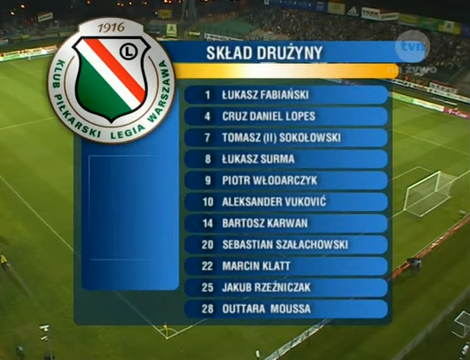 1916
KLUB PIŁKARSKI LEGIA WARSZAWA
L
SKŁAD DRUŻYNY
tvn
1 ŁUKASZ FABIAŃSKI
4 CRUZ DANIEL LOPES
7 TOMASZ (II) SOKOŁOWSKI
8 ŁUKASZ SURMA
9 PIOTR WŁODARCZYK
10 ALEKSANDER VUKOVIĆ
14 BARTOSZ KARWAN
20 SEBASTIAN SZAŁACHOWSKI
22 MARCIN KLATT
25 JAKUB RZEŹNICZAK
28 OUTTARA MOUSSA